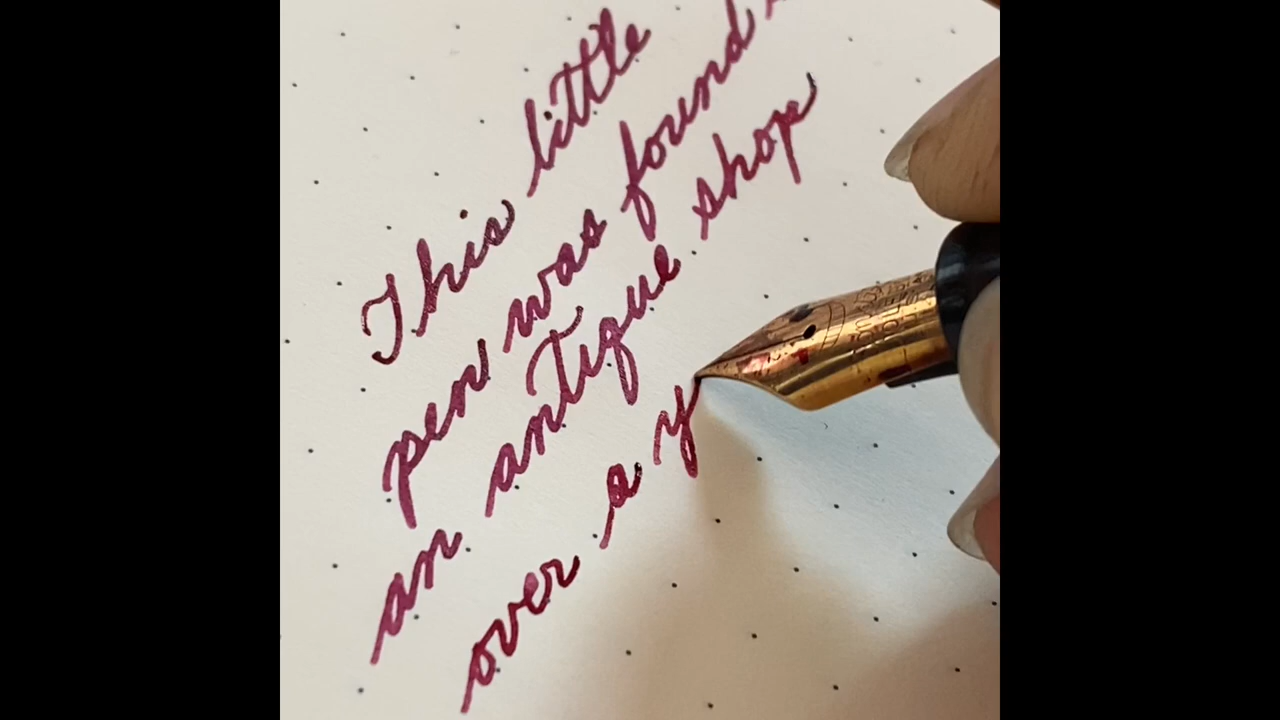 This little
pen was found
an antique shop
over a y